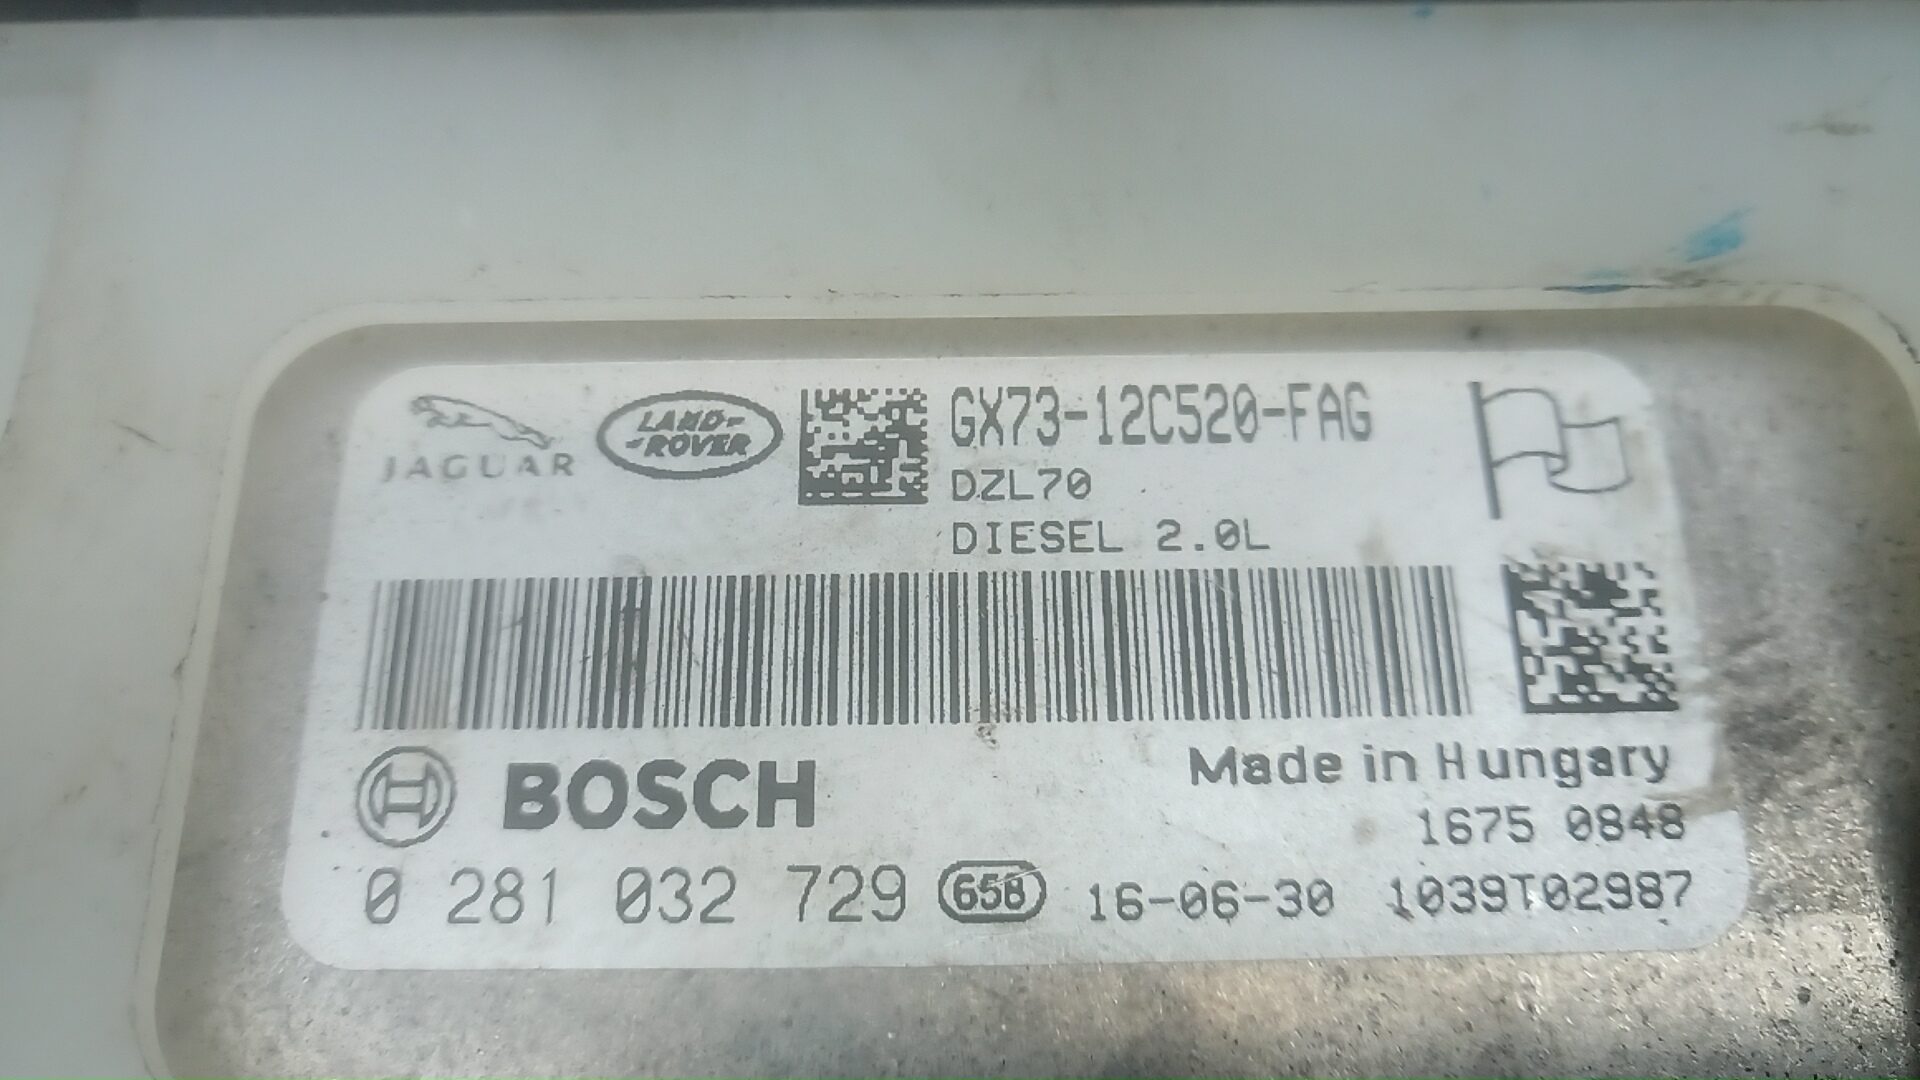 JAGUAR
LAND-
-ROVER
GX73-12C520-FAG
DZL70
DIESEL 2.0L
BOSCH
Made in Hungary
1675 0848
0 281 032 729 658 16-06-30 1039T02987